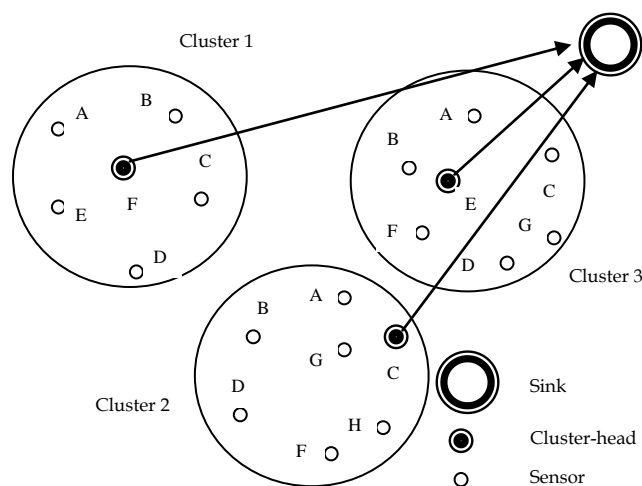 Cluster 1
A
B
C
E
F
D
A
B
C
E
F
G
D
Cluster 3
A
B
G
C
D
H
F
Cluster 2
Sink
Cluster-head
Sensor